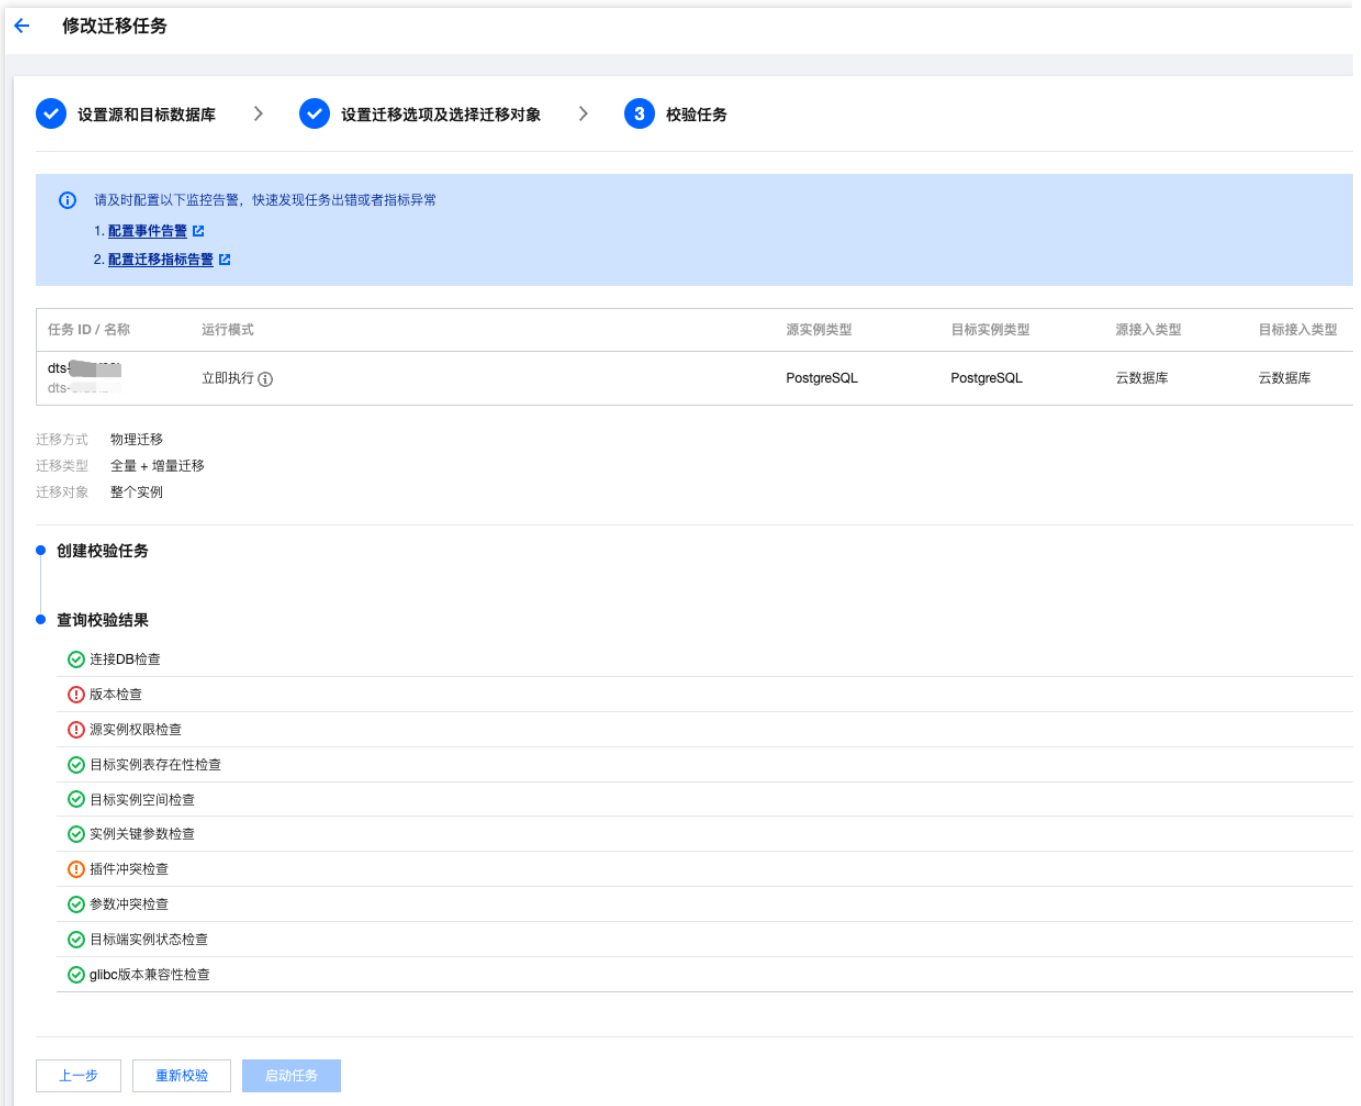 修改迁移任务
设置源和目标数据库
设置迁移选项及选择迁移对象
3 校验任务
请及时配置以下监控告警，快速发现任务出错或者指标异常
1. 配置事件告警
2. 配置迁移指标告警
任务 ID / 名称 运行模式 源实例类型 目标实例类型 源接入类型 目标接入类型
dts- 立即执行 PostgreSQL PostgreSQL 云数据库 云数据库
dts-
迁移方式 物理迁移
迁移类型 全量 + 增量迁移
迁移对象 整个实例
创建校验任务
查询校验结果
连接DB检查
版本检查
源实例权限检查
目标实例表存在性检查
目标实例空间检查
实例关键参数检查
插件冲突检查
参数冲突检查
目标端实例状态检查
glibc版本兼容性检查
上一步 重新校验 启动任务